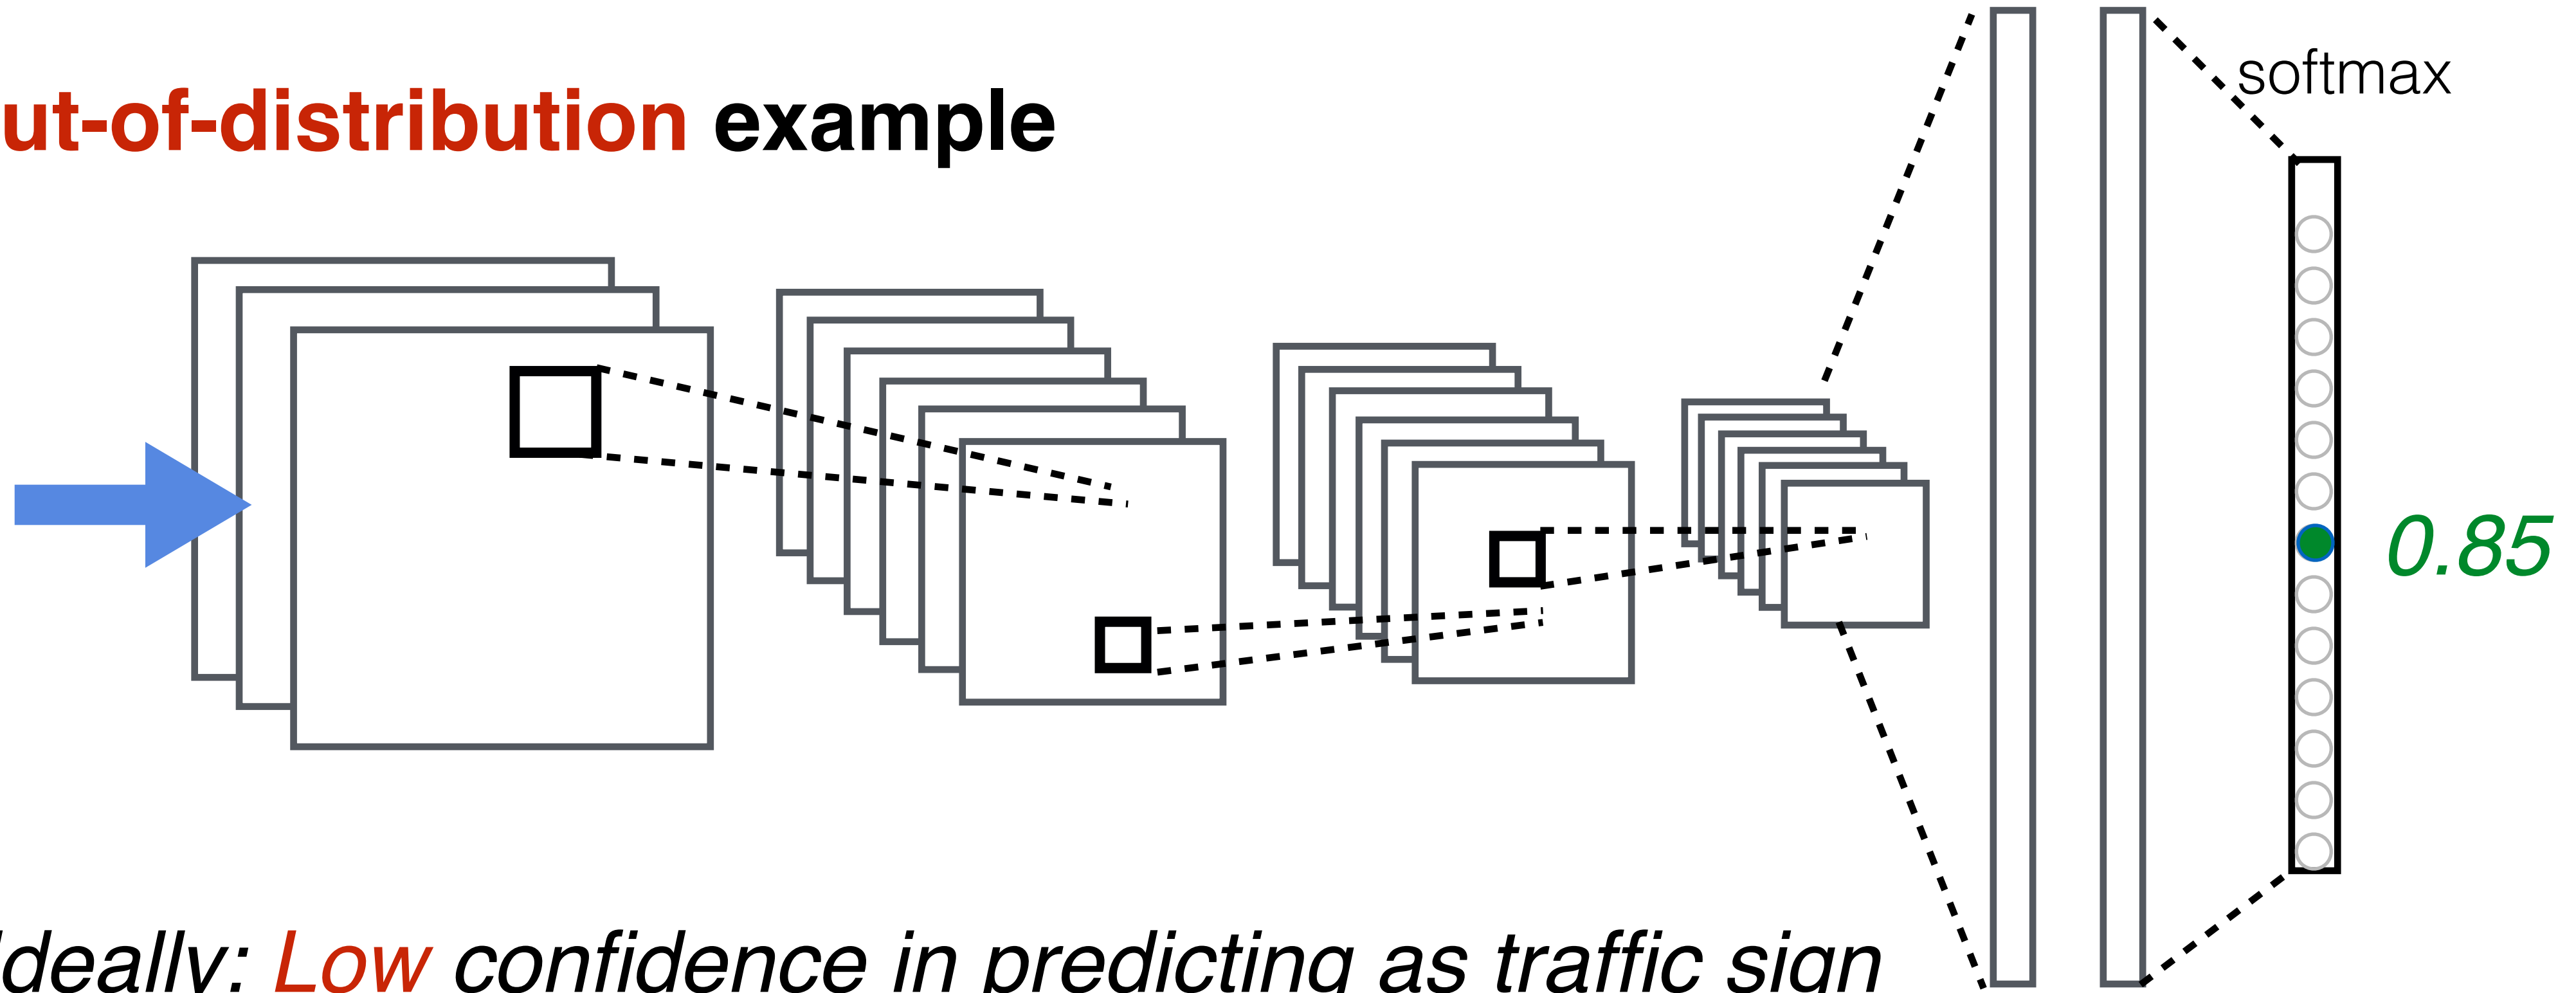 ut-of-distribution example
softmax
0.85
deally: Low confidence in predicting as traffic sign